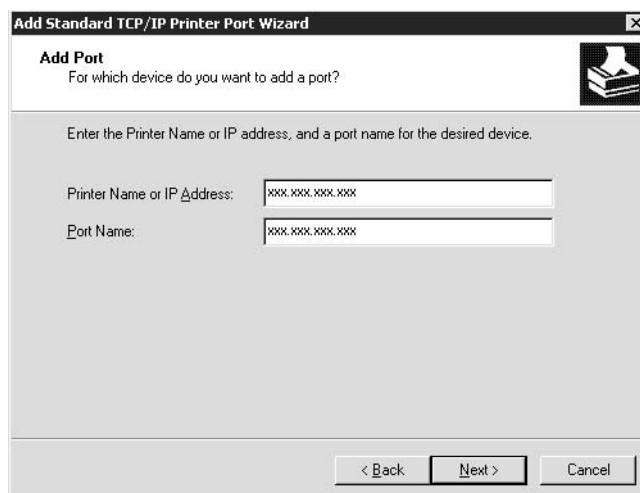 Add Standard TCP/IP Printer Port Wizard
Add Port
For which device do you want to add a port?
Enter the Printer Name or IP address, and a port name for the desired device.
Printer Name or IP Address: xxx.xxx.xxx.xxx
Port Name: xxx.xxx.xxx.xxx
< Back Next > Cancel